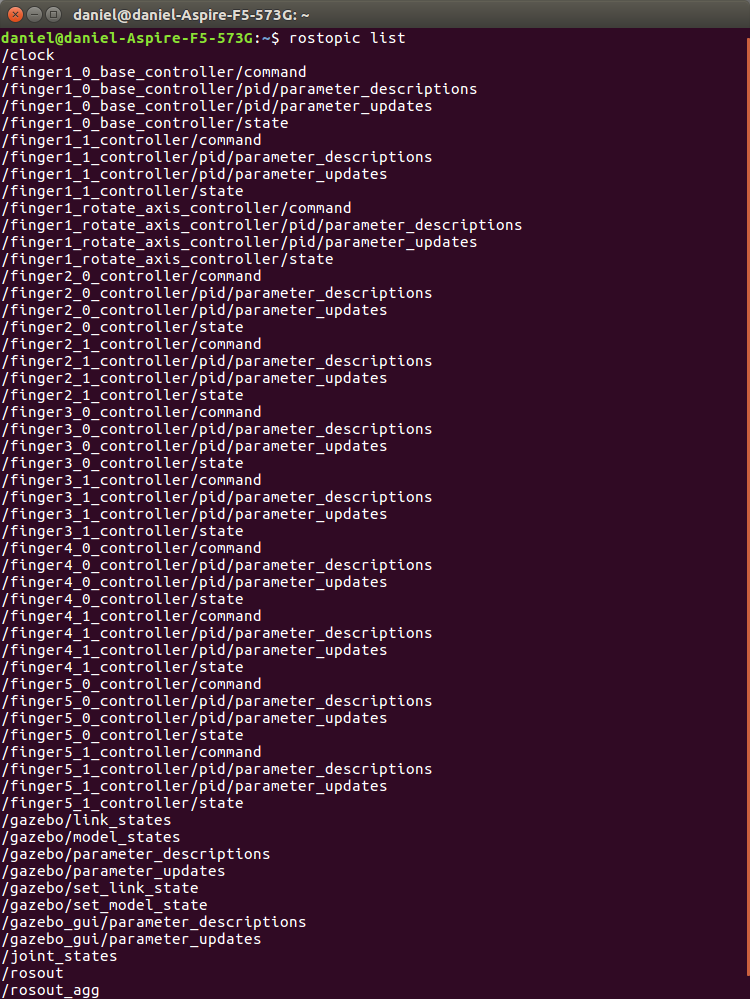 daniel@daniel-Aspire-F5-573G: ~
daniel@daniel-Aspire-F5-573G:~$ rostopic list
/clock
/finger1_0_base_controller/command
/finger1_0_base_controller/pid/parameter_descriptions
/finger1_0_base_controller/pid/parameter_updates
/finger1_0_base_controller/state
/finger1_1_controller/command
/finger1_1_controller/pid/parameter_descriptions
/finger1_1_controller/pid/parameter_updates
/finger1_1_controller/state
/finger1_rotate_axis_controller/command
/finger1_rotate_axis_controller/pid/parameter_descriptions
/finger1_rotate_axis_controller/pid/parameter_updates
/finger1_rotate_axis_controller/state
/finger2_0_controller/command
/finger2_0_controller/pid/parameter_descriptions
/finger2_0_controller/pid/parameter_updates
/finger2_0_controller/state
/finger2_1_controller/command
/finger2_1_controller/pid/parameter_descriptions
/finger2_1_controller/pid/parameter_updates
/finger2_1_controller/state
/finger3_0_controller/command
/finger3_0_controller/pid/parameter_descriptions
/finger3_0_controller/pid/parameter_updates
/finger3_0_controller/state
/finger3_1_controller/command
/finger3_1_controller/pid/parameter_descriptions
/finger3_1_controller/pid/parameter_updates
/finger3_1_controller/state
/finger4_0_controller/command
/finger4_0_controller/pid/parameter_descriptions
/finger4_0_controller/pid/parameter_updates
/finger4_0_controller/state
/finger4_1_controller/command
/finger4_1_controller/pid/parameter_descriptions
/finger4_1_controller/pid/parameter_updates
/finger4_1_controller/state
/finger5_0_controller/command
/finger5_0_controller/pid/parameter_descriptions
/finger5_0_controller/pid/parameter_updates
/finger5_0_controller/state
/finger5_1_controller/command
/finger5_1_controller/pid/parameter_descriptions
/finger5_1_controller/pid/parameter_updates
/finger5_1_controller/state
/gazebo/link_states
/gazebo/model_states
/gazebo/parameter_descriptions
/gazebo/parameter_updates
/gazebo/set_link_state
/gazebo/set_model_state
/gazebo_gui/parameter_descriptions
/gazebo_gui/parameter_updates
/joint_states
/rosout
/rosout_agg